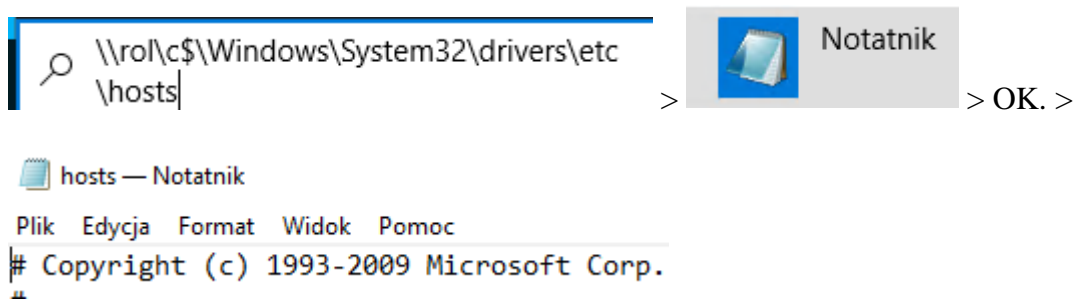 \\rol\c$\Windows\System32\drivers\etc
\hosts
> Notatnik > OK. >
hosts — Notatnik
Plik Edycja Format Widok Pomoc
# Copyright (c) 1993-2009 Microsoft Corp.
#